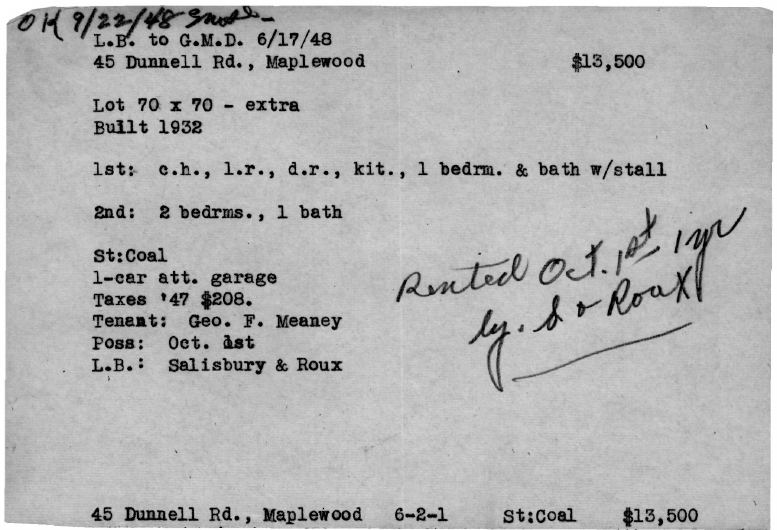 OK 9/22/48
L.B. to G.M.D. 6/17/48
45 Dunnell Rd., Maplewood $13,500
Lot 70 x 70 - extra
Built 1932
1st: c.h., l.r., d.r., kit., 1 bedrm. & bath w/stall
2nd: 2 bedrms., 1 bath
St:Coal
1-car att. garage
Taxes '47 $208.
Tenant: Geo. F. Meaney
Poss: Oct. 1st
L.B.: Salisbury & Roux
Rented Oct. 1st 1 yr
by. S & Roux
45 Dunnell Rd., Maplewood 6-2-1 St:Coal $13,500